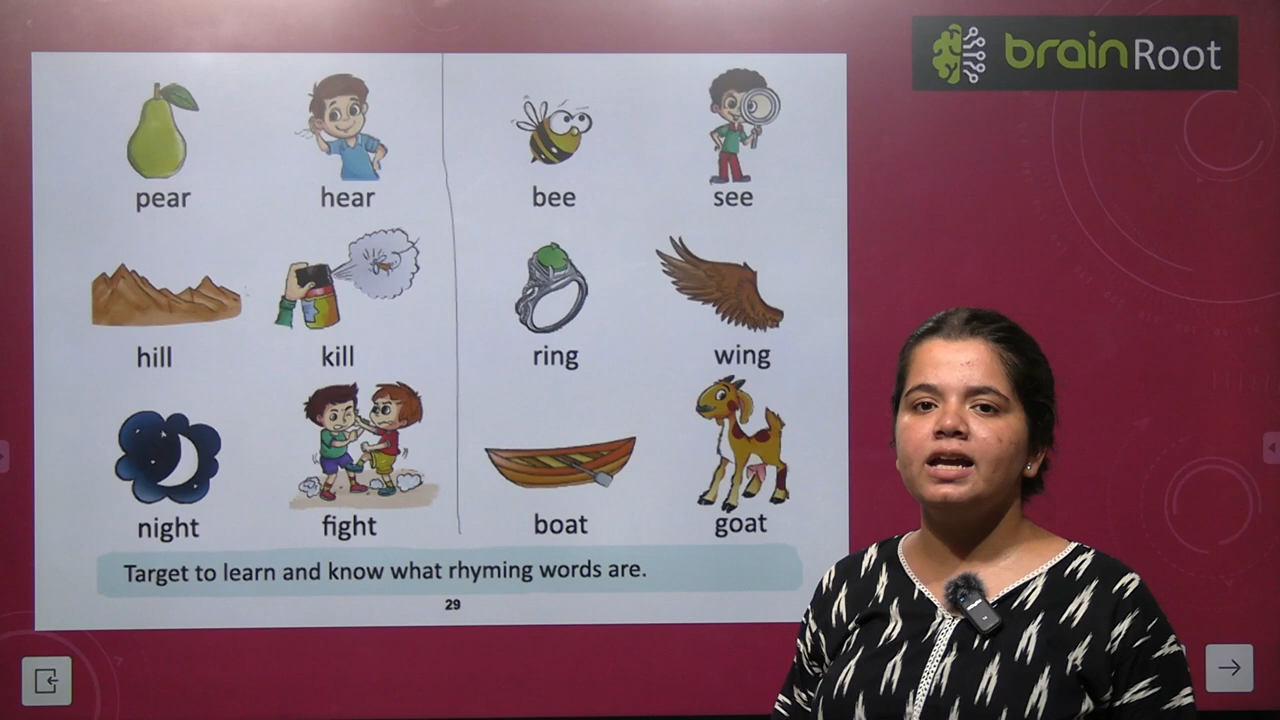 brainRoot
pear hear bee see
hill kill ring wing
night fight boat goat
Target to learn and know what rhyming words are.
29